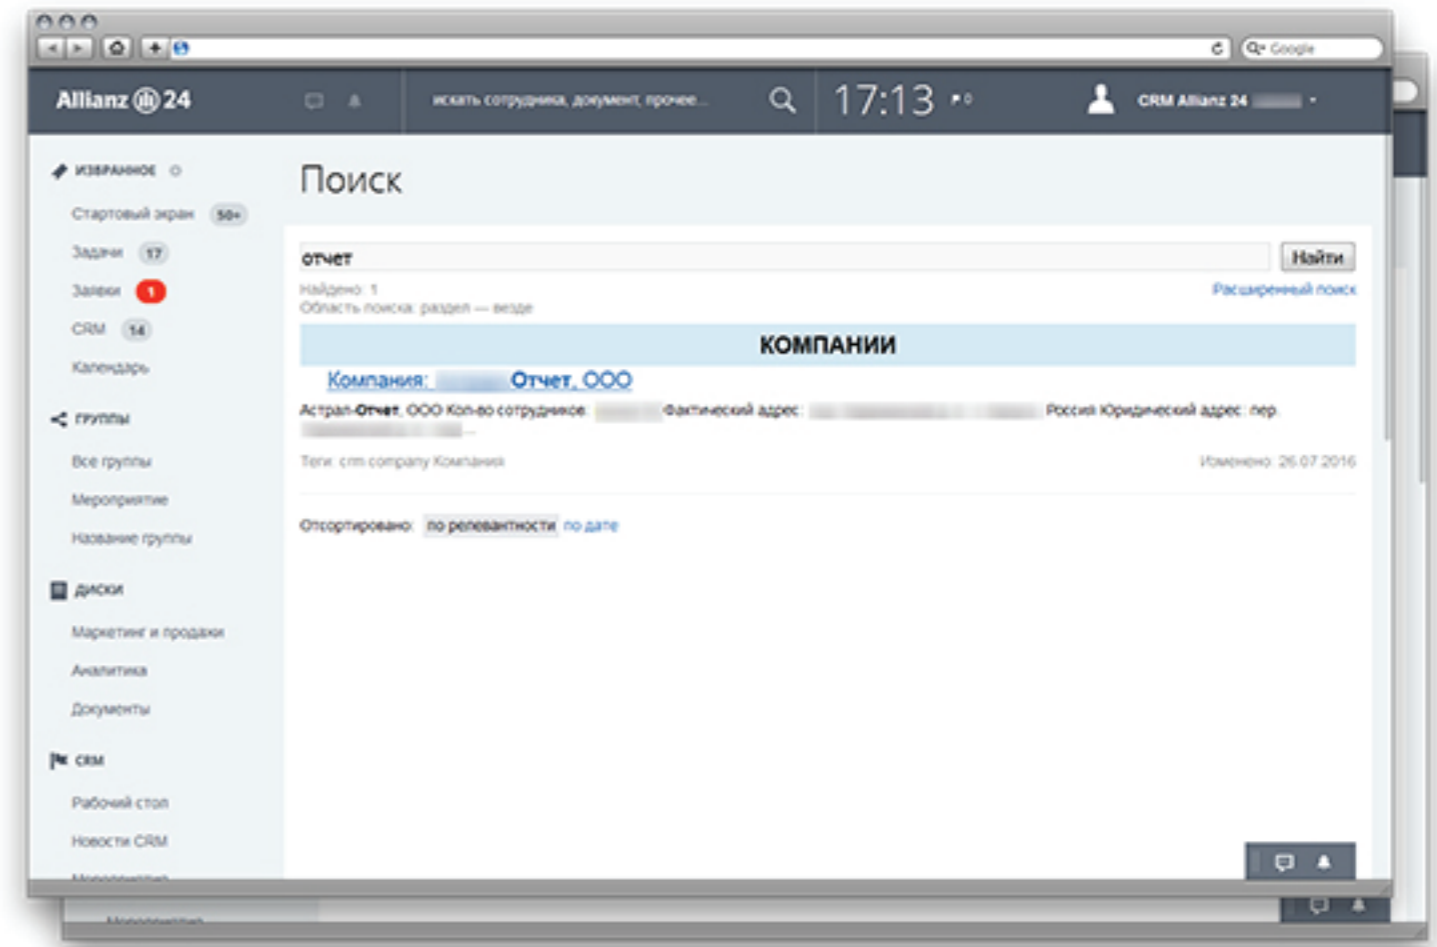 Google
Allianz 24
искать сотрудника, документ, прочее...
17:13
0
CRM Allianz 24
ИЗБРАННОЕ
Стартовый экран 50+
Задачи 17
Заявки 1
CRM 14
Календарь
ГРУППЫ
Все группы
Мероприятие
Название группы
ДИСКИ
Маркетинг и продажи
Аналитика
Документы
CRM
Рабочий стол
Новости CRM
Мероприятия
Поиск
отчет
Найти
Найдено: 1
Расширенный поиск
Область поиска: раздел — везде
КОМПАНИИ
Компания: Отчет, ООО
Астрал-Отчет, ООО Кол-во сотрудников: Фактический адрес: Россия Юридический адрес: пер.
...
Теги: crm company Компания
Изменено: 26.07.2016
Отсортировано: по релевантности по дате
Мероприятия